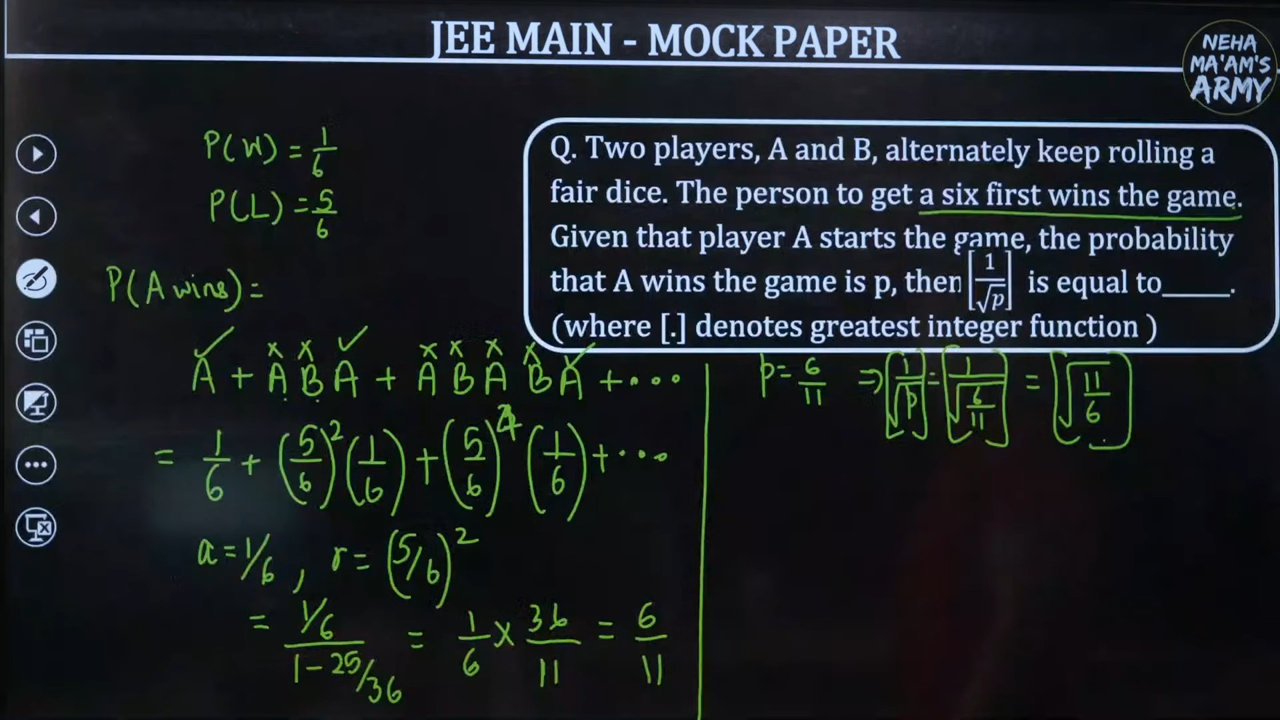 JEE MAIN - MOCK PAPER
NEHA
MA'AM'S
ARMY
P(W) = 1/6
P(L) = 5/6
Q. Two players, A and B, alternately keep rolling a
fair dice. The person to get a six first wins the game.
Given that player A starts the game, the probability
that A wins the game is p, then [1/√p] is equal to_____.
(where [.] denotes greatest integer function )
P(A wins) =
A + A B A + A B A B A + ...
= 1/6 + (5/6)² (1/6) + (5/6)⁴ (1/6) + ...
a = 1/6 , r = (5/6)²
= (1/6)/(1 - 25/36) = 1/6 × 36/11 = 6/11
p = 6/11 ⇒ [1/√p] = [1/√(6/11)] = [√(11/6)]